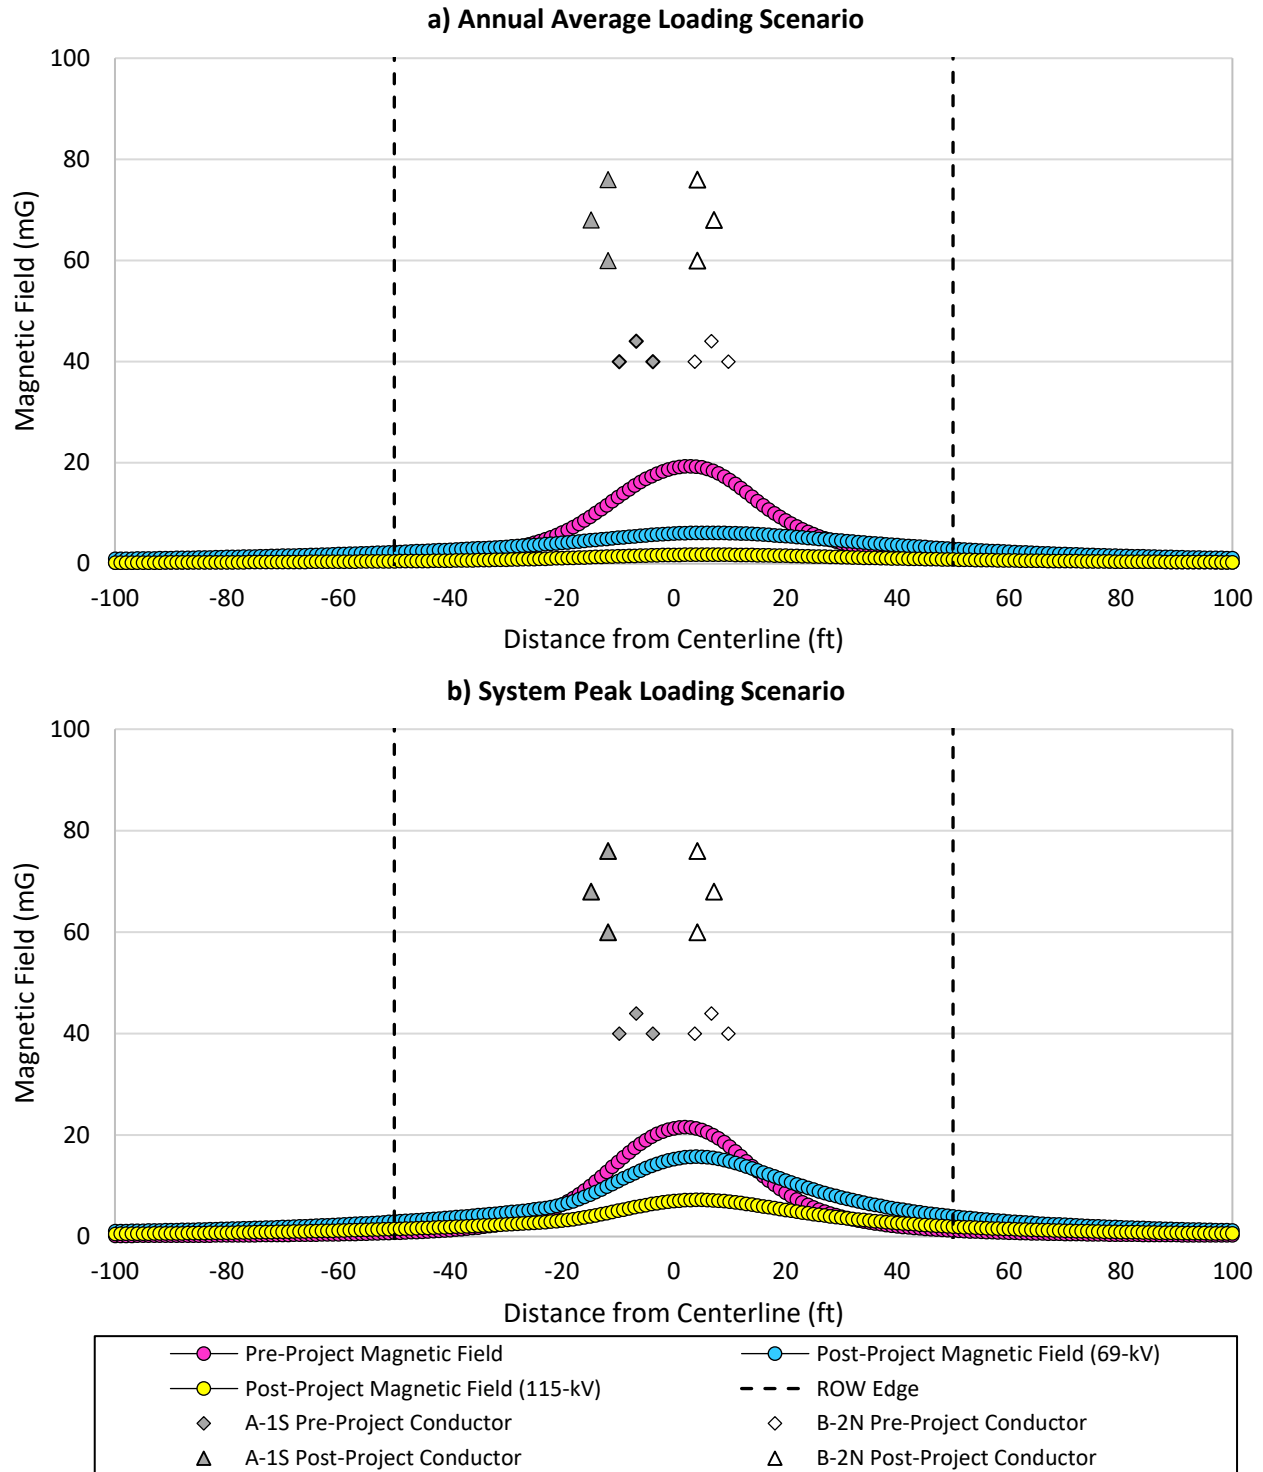 a) Annual Average Loading Scenario
100
80
60
40
20
0
Magnetic Field (mG)
-100 -80 -60 -40 -20 0 20 40 60 80 100
Distance from Centerline (ft)
b) System Peak Loading Scenario
100
80
60
40
20
0
Magnetic Field (mG)
-100 -80 -60 -40 -20 0 20 40 60 80 100
Distance from Centerline (ft)
Pre-Project Magnetic Field Post-Project Magnetic Field (69-kV)
Post-Project Magnetic Field (115-kV) ROW Edge
A-1S Pre-Project Conductor B-2N Pre-Project Conductor
A-1S Post-Project Conductor B-2N Post-Project Conductor